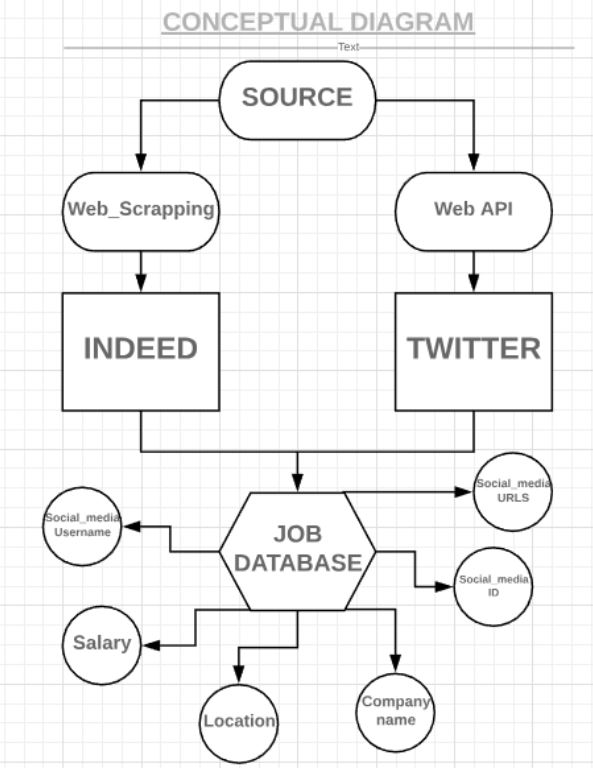 CONCEPTUAL DIAGRAM
Text
SOURCE
Web_Scrapping
Web API
INDEED
TWITTER
Social_media
URLS
Social_media
Username
JOB
DATABASE
Social_media
ID
Salary
Company
name
Location